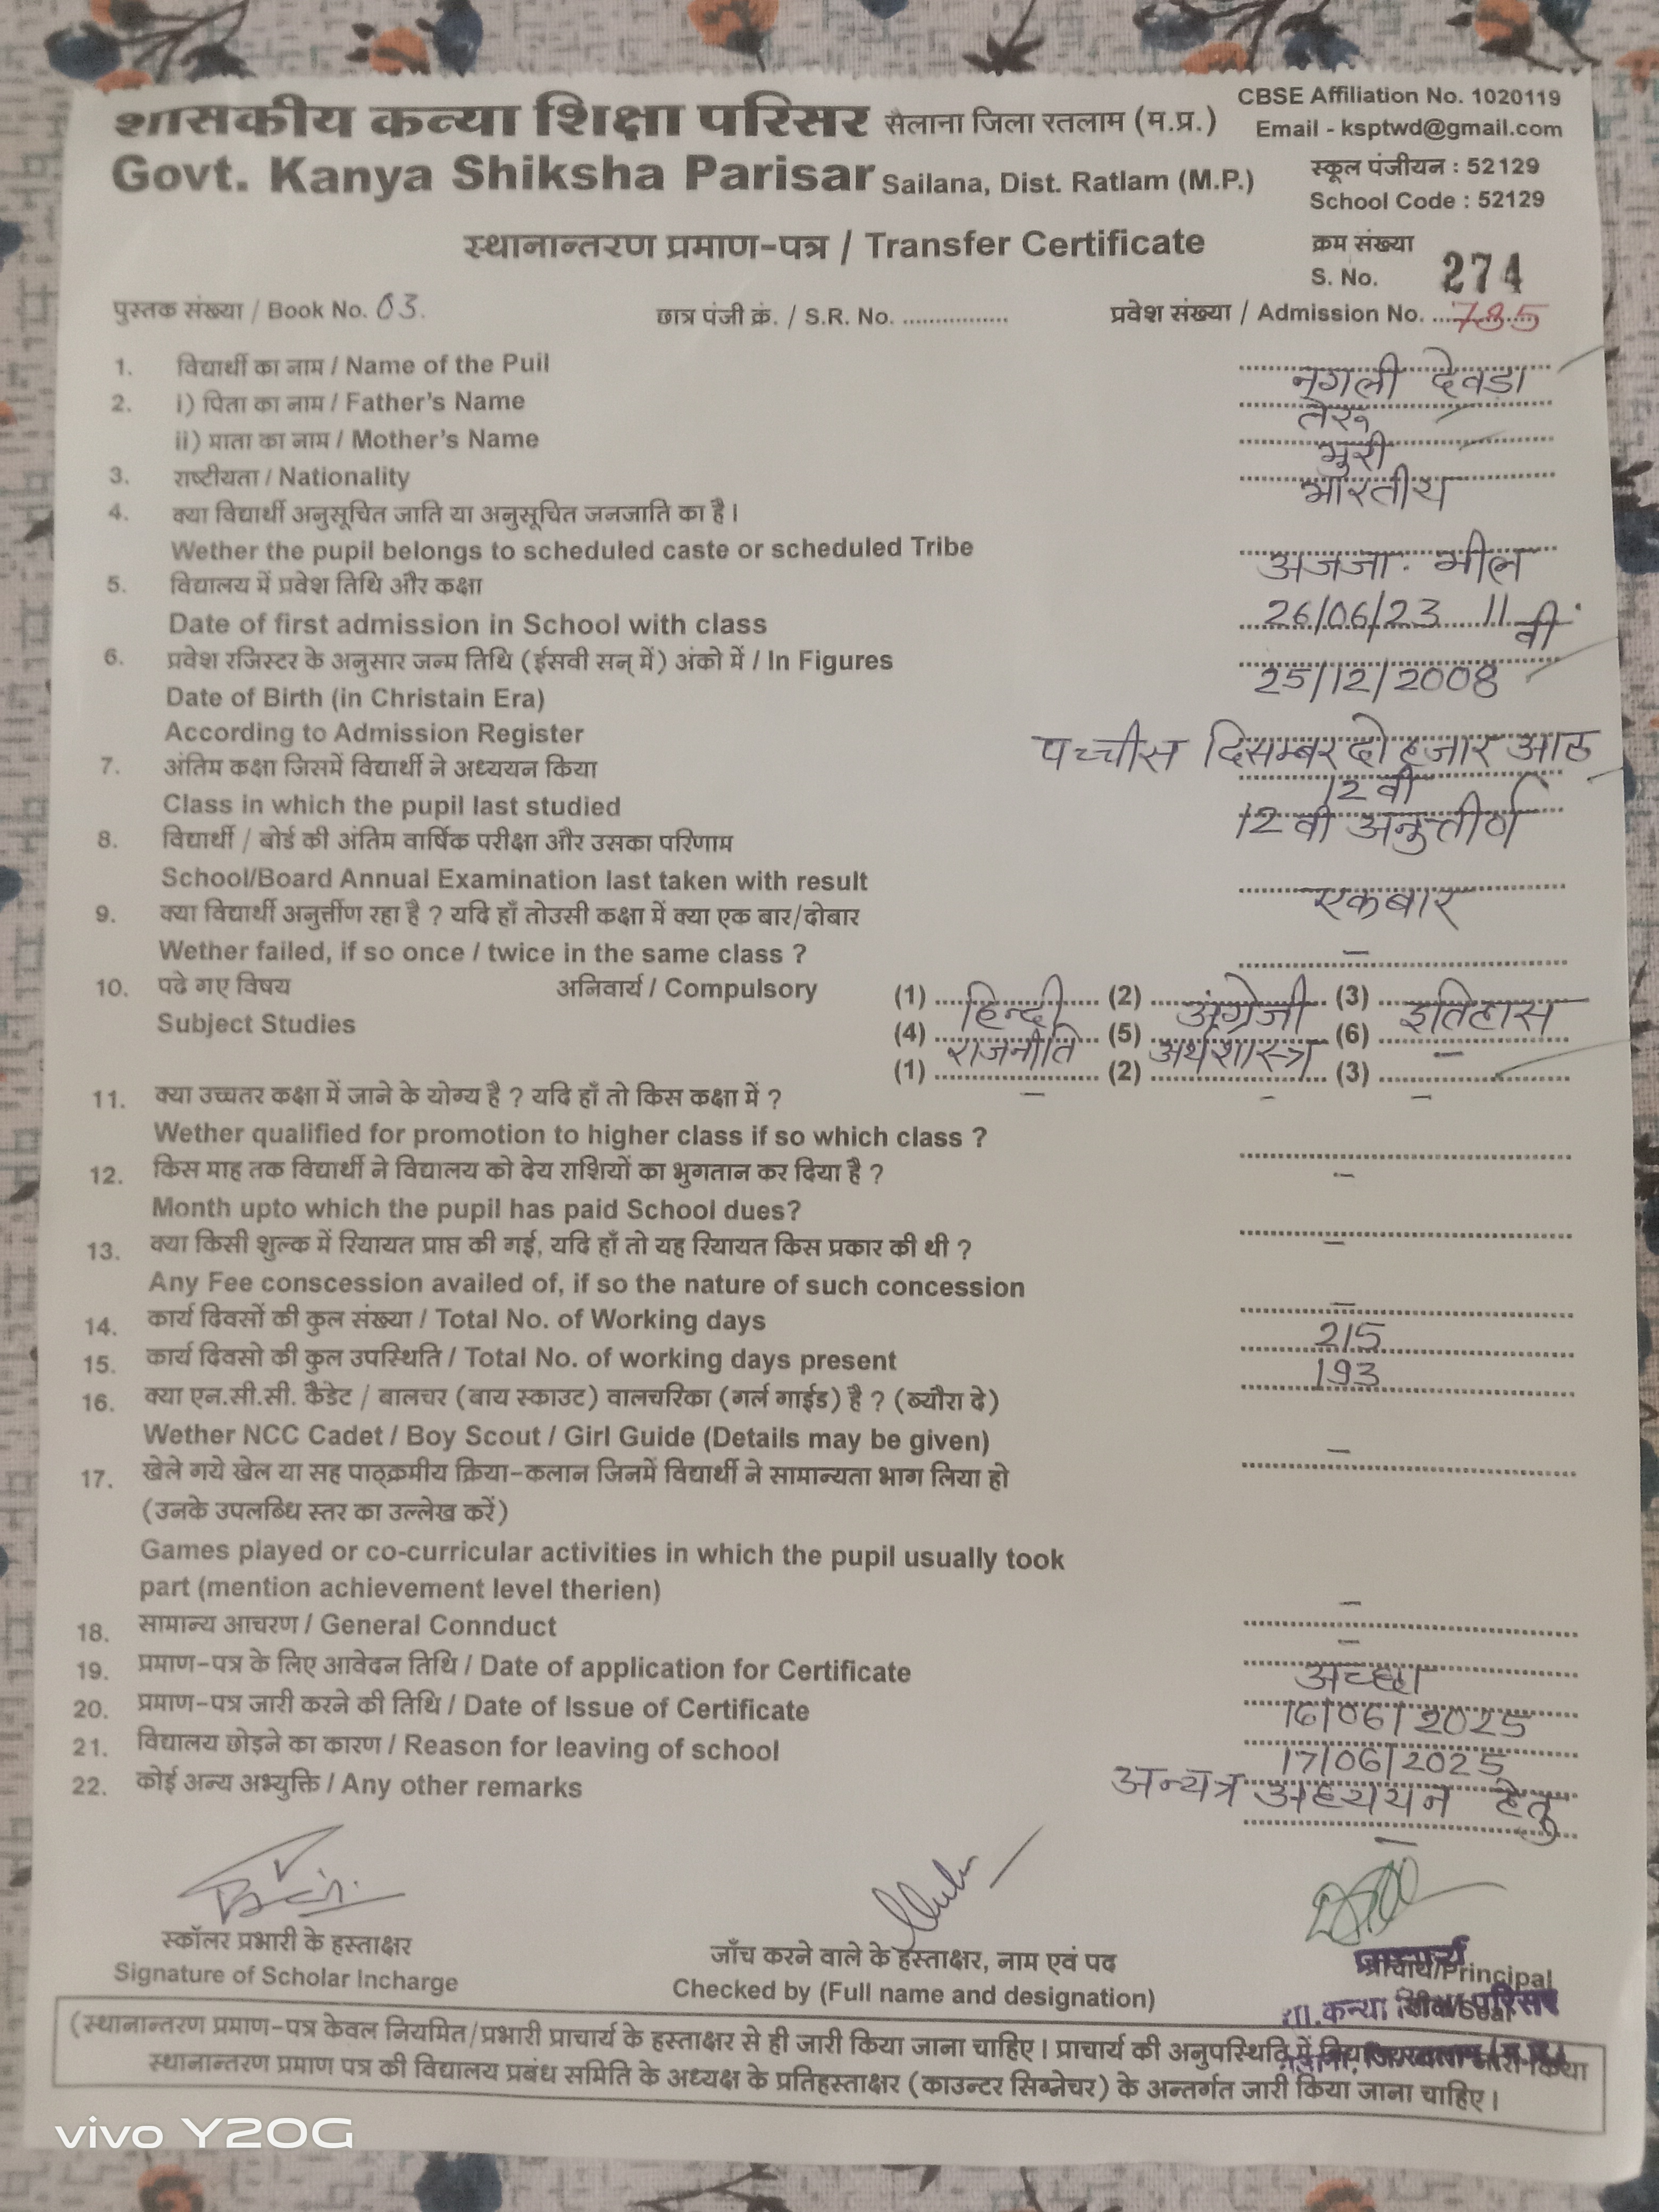 शासकीय कन्या शिक्षा परिसर सैलाना जिला रतलाम (म.प्र.)
CBSE Affiliation No. 1020119
Email - ksptwd@gmail.com
Govt. Kanya Shiksha Parisar Sailana, Dist. Ratlam (M.P.)
स्कूल पंजीयन : 52129
School Code : 52129
स्थानान्तरण प्रमाण-पत्र / Transfer Certificate
क्रम संख्या
S. No. 274
पुस्तक संख्या / Book No. 03. छात्र पंजी क्रं. / S.R. No. ................ प्रवेश संख्या / Admission No. 785
1. विद्यार्थी का नाम / Name of the Puil नगली देवड़ा
2. i) पिता का नाम / Father's Name तेरू
ii) माता का नाम / Mother's Name भुरी
3. राष्टीयता / Nationality भारतीय
4. क्या विद्यार्थी अनुसूचित जाति या अनुसूचित जनजाति का है।
Wether the pupil belongs to scheduled caste or scheduled Tribe अजजा. भील
5. विद्यालय में प्रवेश तिथि और कक्षा
Date of first admission in School with class 26/06/23 11 वी
6. प्रवेश रजिस्टर के अनुसार जन्म तिथि (ईसवी सन् में) अंको में / In Figures 25/12/2008
Date of Birth (in Christain Era)
According to Admission Register पच्चीस दिसम्बर दो हजार आठ
7. अंतिम कक्षा जिसमें विद्यार्थी ने अध्ययन किया 12 वी
Class in which the pupil last studied 12 वी अनुत्तीर्ण
8. विद्यार्थी / बोर्ड की अंतिम वार्षिक परीक्षा और उसका परिणाम
School/Board Annual Examination last taken with result एकबार
9. क्या विद्यार्थी अनुर्त्तीण रहा है ? यदि हाँ तोउसी कक्षा में क्या एक बार/दोबार
Wether failed, if so once / twice in the same class ? –
10. पढे गए विषय अनिवार्य / Compulsory (1) हिन्दी (2) अंग्रेजी (3) इतिहास
Subject Studies (4) राजनीति (5) अर्थशास्त्र (6) –
(1) – (2) – (3) –
11. क्या उच्चतर कक्षा में जाने के योग्य है ? यदि हाँ तो किस कक्षा में ?
Wether qualified for promotion to higher class if so which class ?
12. किस माह तक विद्यार्थी ने विद्यालय को देय राशियों का भुगतान कर दिया है ? –
Month upto which the pupil has paid School dues?
13. क्या किसी शुल्क में रियायत प्राप्त की गई, यदि हाँ तो यह रियायत किस प्रकार की थी ? –
Any Fee conscession availed of, if so the nature of such concession –
14. कार्य दिवसों की कुल संख्या / Total No. of Working days 215
15. कार्य दिवसो की कुल उपस्थिति / Total No. of working days present 193
16. क्या एन.सी.सी. कैडेट / बालचर (बाय स्काउट) वालचरिका (गर्ल गाईड) है ? (ब्यौरा दे)
Wether NCC Cadet / Boy Scout / Girl Guide (Details may be given) –
17. खेले गये खेल या सह पाठ्क्रमीय क्रिया-कलान जिनमें विद्यार्थी ने सामान्यता भाग लिया हो
(उनके उपलब्धि स्तर का उल्लेख करें)
Games played or co-curricular activities in which the pupil usually took
part (mention achievement level therien) –
18. सामान्य आचरण / General Connduct –
19. प्रमाण-पत्र के लिए आवेदन तिथि / Date of application for Certificate अच्छा
20. प्रमाण-पत्र जारी करने की तिथि / Date of Issue of Certificate 16/06/2025
21. विद्यालय छोड़ने का कारण / Reason for leaving of school 17/06/2025
22. कोई अन्य अभ्युक्ति / Any other remarks अन्यत्र अध्ययन हेतु
–
स्कॉलर प्रभारी के हस्ताक्षर
Signature of Scholar Incharge
जाँच करने वाले के हस्ताक्षर, नाम एवं पद
Checked by (Full name and designation)
प्राचार्य/Principal
शा.कन्या शिक्षा परिसर
(स्थानान्तरण प्रमाण-पत्र केवल नियमित/प्रभारी प्राचार्य के हस्ताक्षर से ही जारी किया जाना चाहिए। प्राचार्य की अनुपस्थिति में जारी किया
स्थानान्तरण प्रमाण पत्र की विद्यालय प्रबंध समिति के अध्यक्ष के प्रतिहस्ताक्षर (काउन्टर सिग्नेचर) के अन्तर्गत जारी किया जाना चाहिए।
vivo Y20G